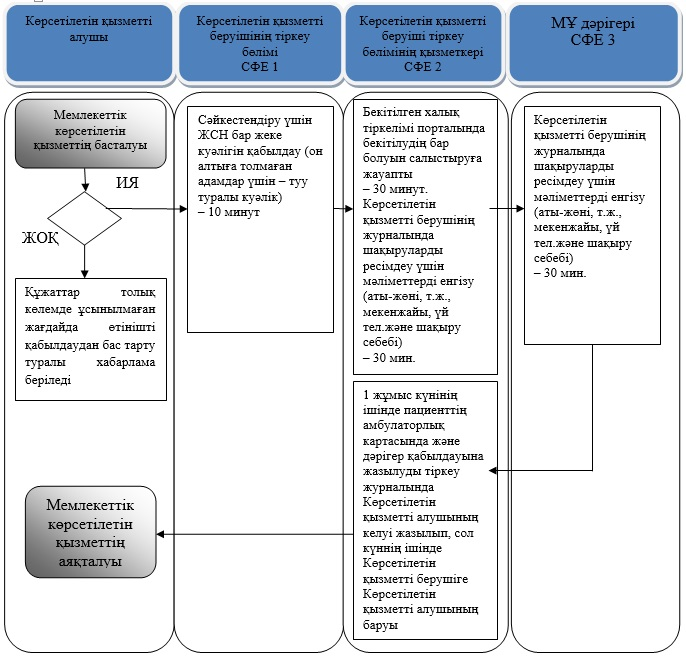 Көрсетілетін қызметті
алушы
Көрсетілетін қызметті
берушінің тіркеу
бөлімі
СФЕ 1
Көрсетілетін қызметті
беруші тіркеу
бөлімінің қызметкері
СФЕ 2
МҰ дәрігері
СФЕ 3
Мемлекеттік
көрсетілетін
қызметтің басталуы
ИЯ
ЖОҚ
Құжаттар толық
көлемде ұсынылмаған
жағдайда өтінішті
қабылдаудан бас тарту
туралы хабарлама
беріледі
Сәйкестендіру үшін
ЖСН бар жеке
куәлігін қабылдау (он
алтыға толмаған
адамдар үшін – туу
туралы куәлік)
– 10 минут
Бекітілген халық
тіркелімі порталында
бекітілудің бар
болуын салыстыруға
жауапты
– 30 минут.
Көрсетілетін
қызметті берушінің
журналында
шақыруларды
ресімдеу үшін
мәліметтерді енгізу
(аты-жөні, т.ж.,
мекенжайы, үй
тел.және шақыру
себебі)
– 30 мин.
Көрсетілетін
қызметті берушінің
журналында
шақыруларды
ресімдеу үшін
мәліметтерді енгізу
(аты-жөні, т.ж.,
мекенжайы, үй
тел.және шақыру
себебі)
– 30 мин.
1 жұмыс күнінің
ішінде пациенттің
амбулаторлық
картасында және
дәрігер қабылдауына
жазылуды тіркеу
журналында
Көрсетілетін
қызметті алушының
келуі жазылып, сол
күннің ішінде
Көрсетілетін
қызметті берушіге
Көрсетілетін
қызметті алушының
баруы
Мемлекеттік
көрсетілетін
қызметтің
аяқталуы